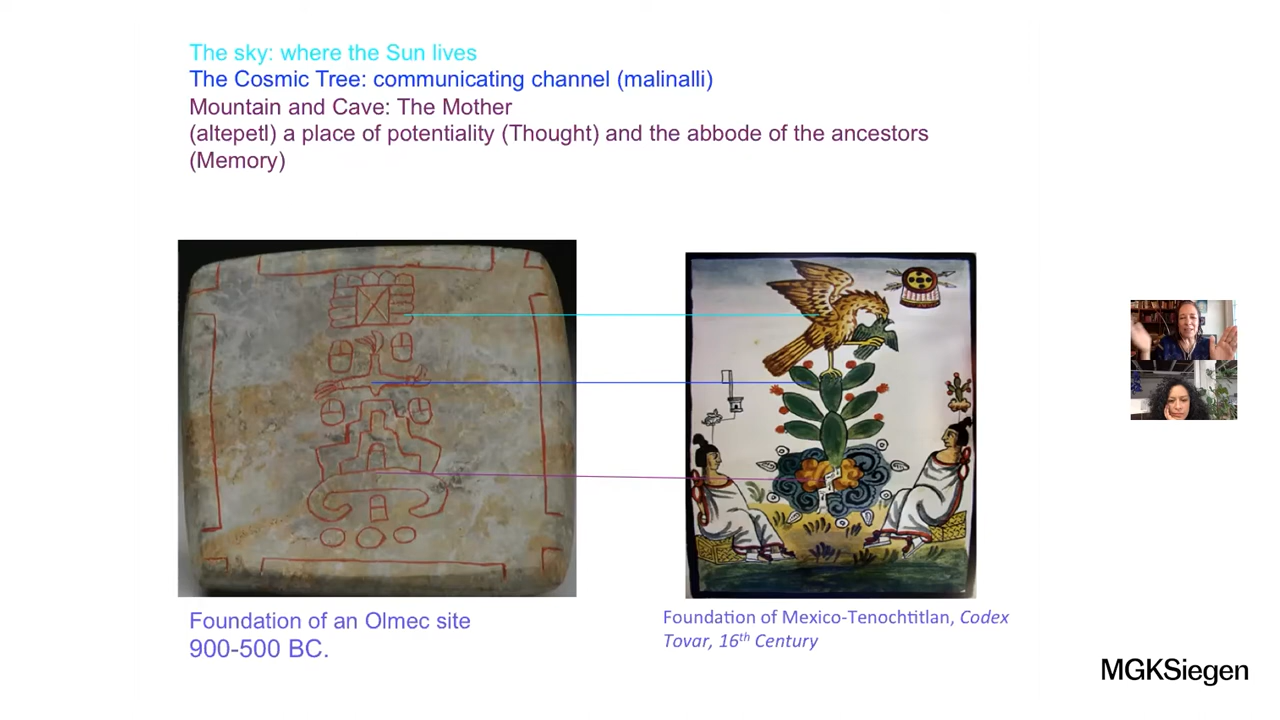 The sky: where the Sun lives
The Cosmic Tree: communicating channel (malinalli)
Mountain and Cave: The Mother
(altepetl) a place of potentiality (Thought) and the abbode of the ancestors
(Memory)
Foundation of an Olmec site
900-500 BC.
Foundation of Mexico-Tenochtitlan, Codex
Tovar, 16th Century
MGKSiegen